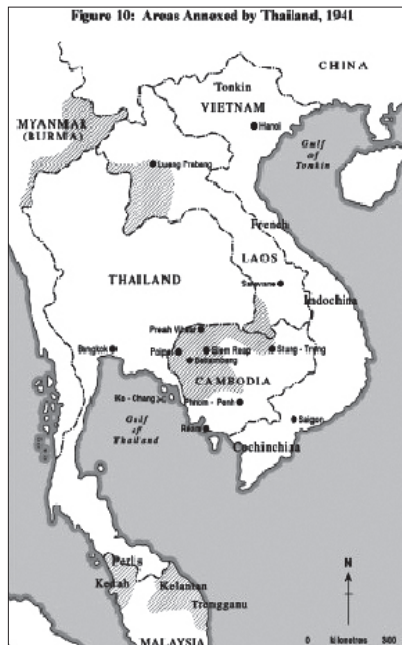 Figure 10: Areas Annexed by Thailand, 1941
CHINA
Tonkin
VIETNAM
Hanoi
MYANMAR
(BURMA)
Luang Prabang
Gulf
of
Tonkin
French
LAOS
THAILAND
Saravane
Indochina
Preah Vihear
Bangkok
Siem Reap
Stung-Treng
Battambang
CAMBODIA
Ko-Chang
Phnom-Penh
Gulf
of
Thailand
Ream
Saigon
Cochinchina
Perlis
Kedah
Kelantan
Trengganu
MALAYSIA
N
0 kilometres 300